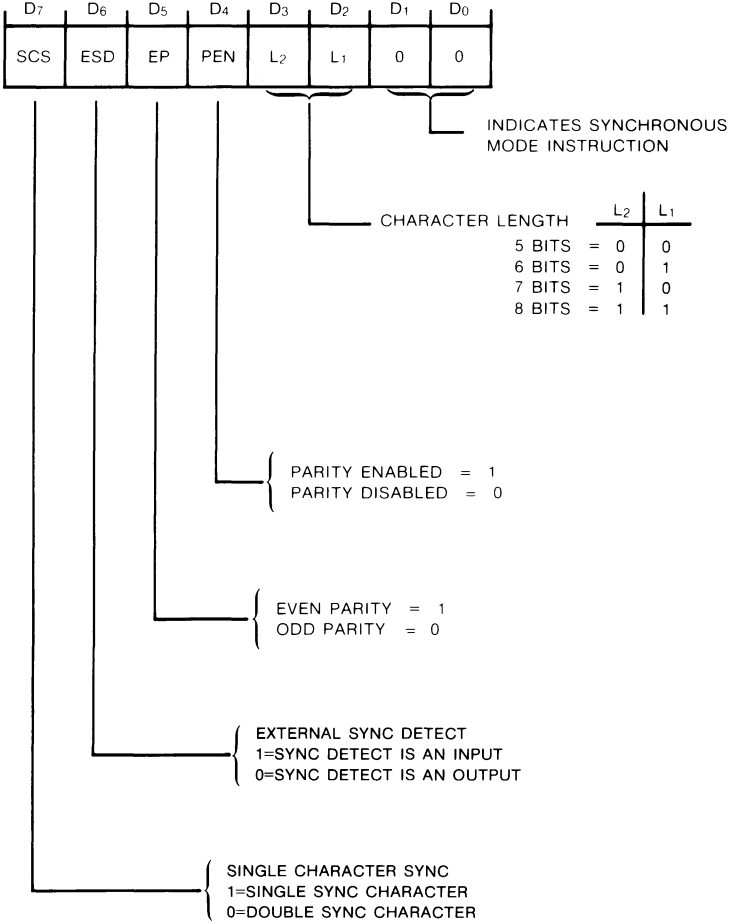 D7 D6 D5 D4 D3 D2 D1 D0
SCS ESD EP PEN L2 L1 0 0
INDICATES SYNCHRONOUS
MODE INSTRUCTION
CHARACTER LENGTH L2 L1
5 BITS = 0 0
6 BITS = 0 1
7 BITS = 1 0
8 BITS = 1 1
PARITY ENABLED = 1
PARITY DISABLED = 0
EVEN PARITY = 1
ODD PARITY = 0
EXTERNAL SYNC DETECT
1=SYNC DETECT IS AN INPUT
0=SYNC DETECT IS AN OUTPUT
SINGLE CHARACTER SYNC
1=SINGLE SYNC CHARACTER
0=DOUBLE SYNC CHARACTER